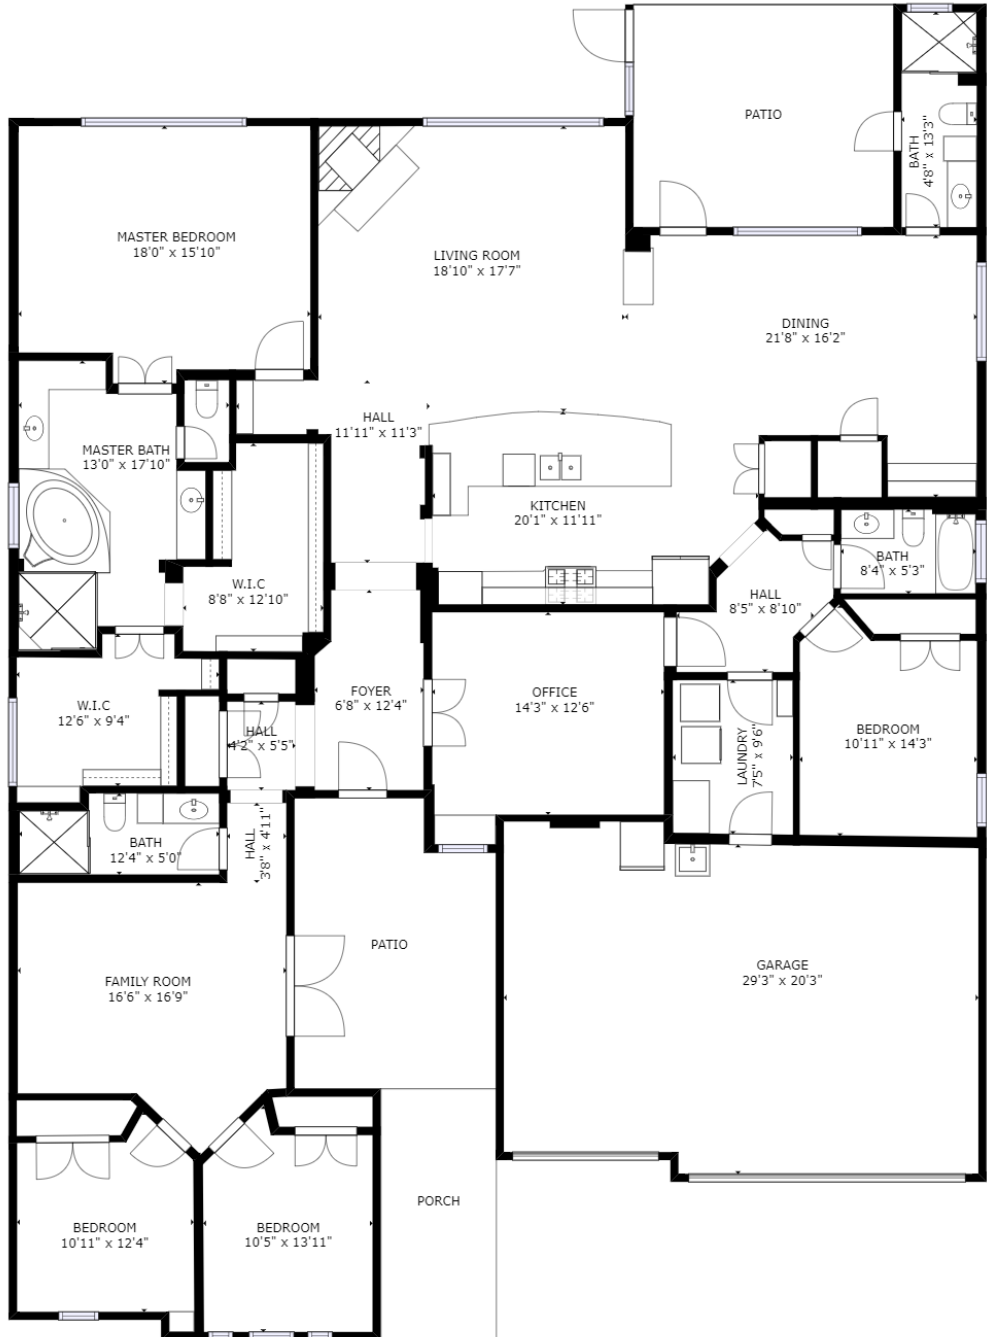 PATIO
BATH
4'8" x 13'3"
MASTER BEDROOM
18'0" x 15'10"
LIVING ROOM
18'10" x 17'7"
DINING
21'8" x 16'2"
HALL
11'11" x 11'3"
MASTER BATH
13'0" x 17'10"
KITCHEN
20'1" x 11'11"
BATH
8'4" x 5'3"
W.I.C
8'8" x 12'10"
HALL
8'5" x 8'10"
FOYER
6'8" x 12'4"
OFFICE
14'3" x 12'6"
W.I.C
12'6" x 9'4"
HALL
4'2" x 5'5"
LAUNDRY
7'5" x 9'6"
BEDROOM
10'11" x 14'3"
BATH
12'4" x 5'0"
HALL
3'8" x 4'11"
PATIO
GARAGE
29'3" x 20'3"
FAMILY ROOM
16'6" x 16'9"
PORCH
BEDROOM
10'11" x 12'4"
BEDROOM
10'5" x 13'11"